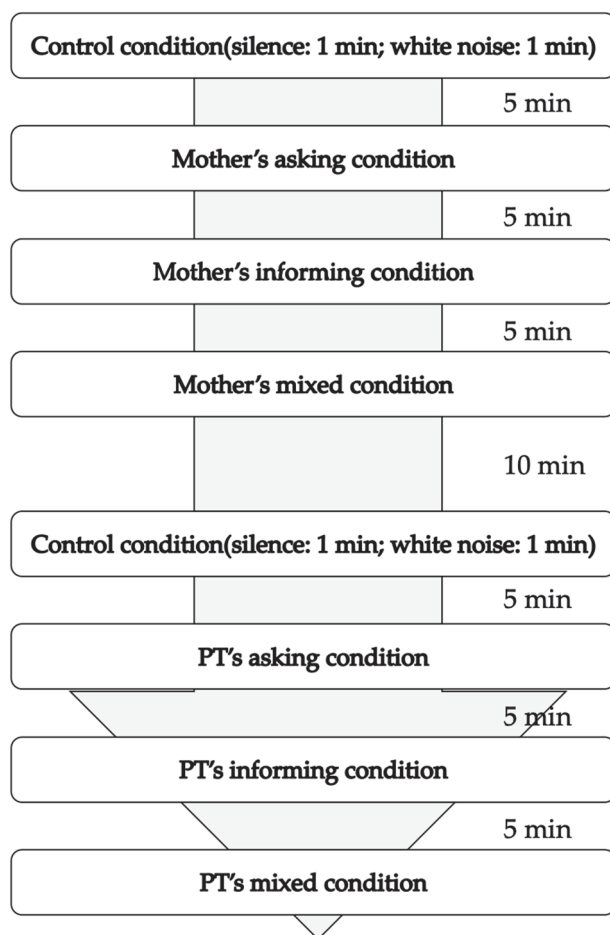 Control condition(silence: 1 min; white noise: 1 min)
5 min
Mother’s asking condition
5 min
Mother’s informing condition
5 min
Mother’s mixed condition
10 min
Control condition(silence: 1 min; white noise: 1 min)
5 min
PT’s asking condition
5 min
PT’s informing condition
5 min
PT’s mixed condition